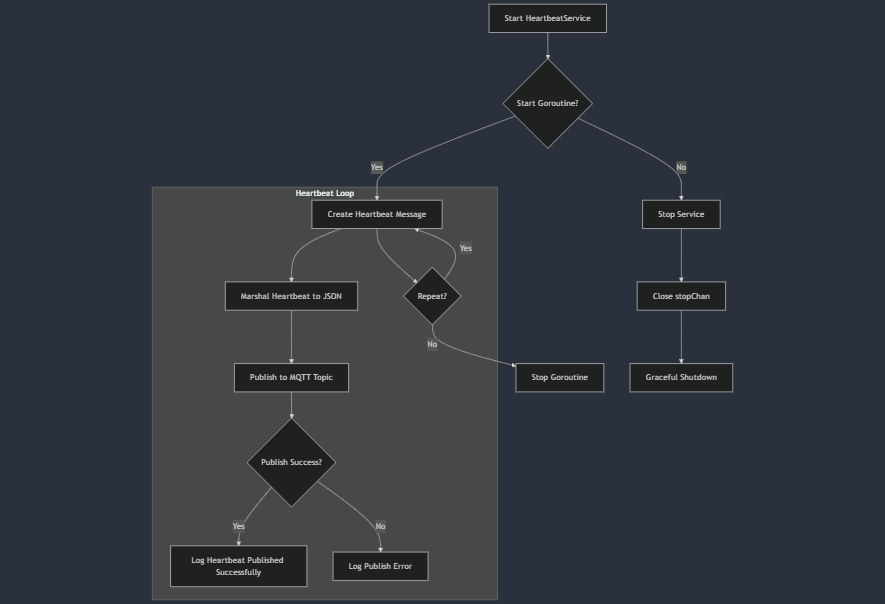 Start HeartbeatService
Start Goroutine?
Yes
No
Heartbeat Loop
Create Heartbeat Message
Stop Service
Yes
Marshal Heartbeat to JSON
Repeat?
Close stopChan
No
Publish to MQTT Topic
Stop Goroutine
Graceful Shutdown
Publish Success?
Yes
No
Log Heartbeat Published
Successfully
Log Publish Error